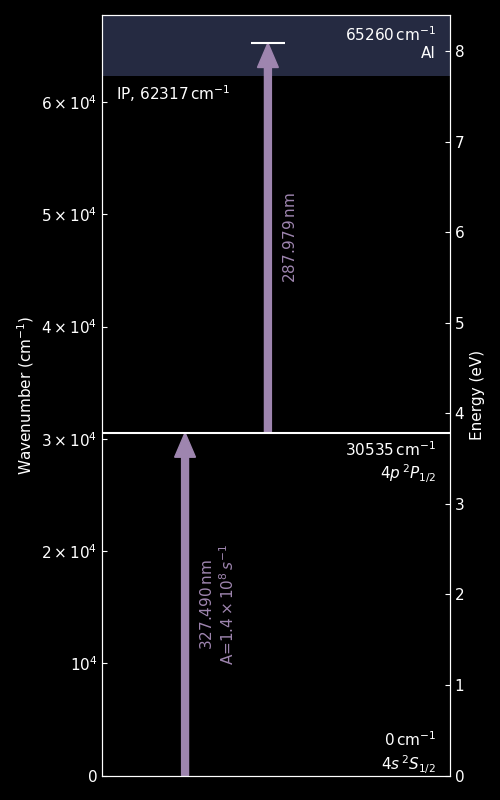 65260 cm⁻¹
AI
IP, 62317 cm⁻¹
287.979 nm
30535 cm⁻¹
4p ²P₁/₂
327.490 nm
A=1.4 × 10⁸ s⁻¹
0 cm⁻¹
4s ²S₁/₂
Wavenumber (cm⁻¹)
6 × 10⁴
5 × 10⁴
4 × 10⁴
3 × 10⁴
2 × 10⁴
10⁴
0
Energy (eV)
8
7
6
5
4
3
2
1
0